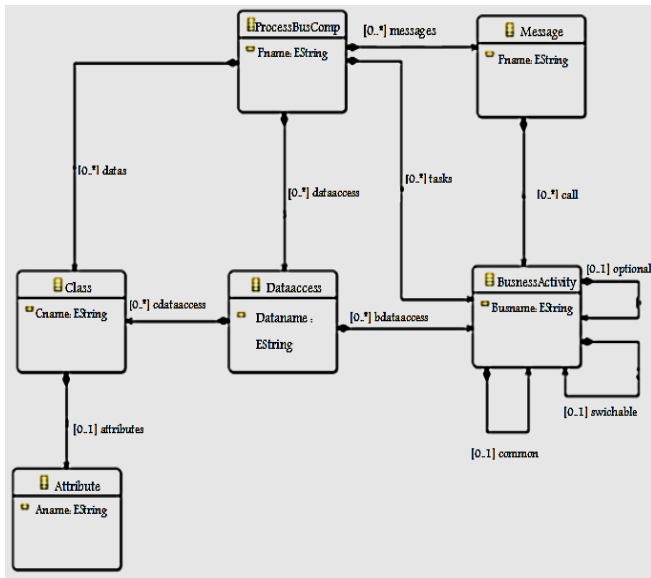 ProcessBusComp
Pname: EString
[0..*] messages
Message
Pname: EString
[0..*] datas
[0..*] dataaccess
[0..*] tasks
[0..*] call
Class
Cname: EString
[0..*] cdataaccess
Dataaccess
Dataname :
EString
[0..*] bdataaccess
BusnessActivity
Busname: EString
[0..1] optional
[0..1] swichable
[0..1] common
[0..1] attributes
Attribute
Aname: EString